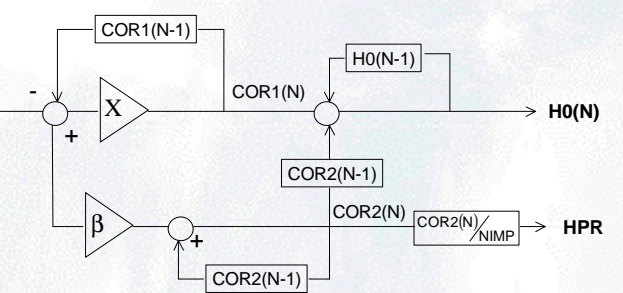 COR1(N-1)
H0(N-1)
-
X
COR1(N)
H0(N)
+
COR2(N-1)
β
+
COR2(N)
COR2(N)/NIMP
HPR
COR2(N-1)